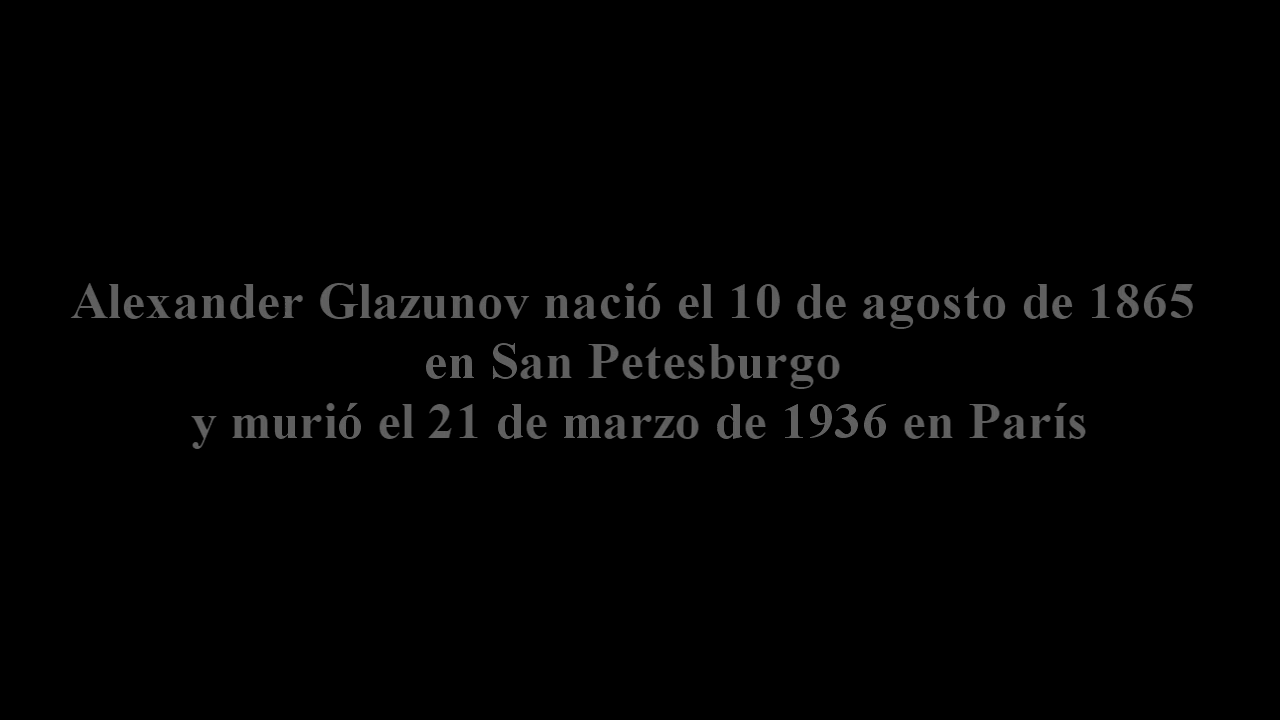 Alexander Glazunov nació el 10 de agosto de 1865
en San Petesburgo
y murió el 21 de marzo de 1936 en París